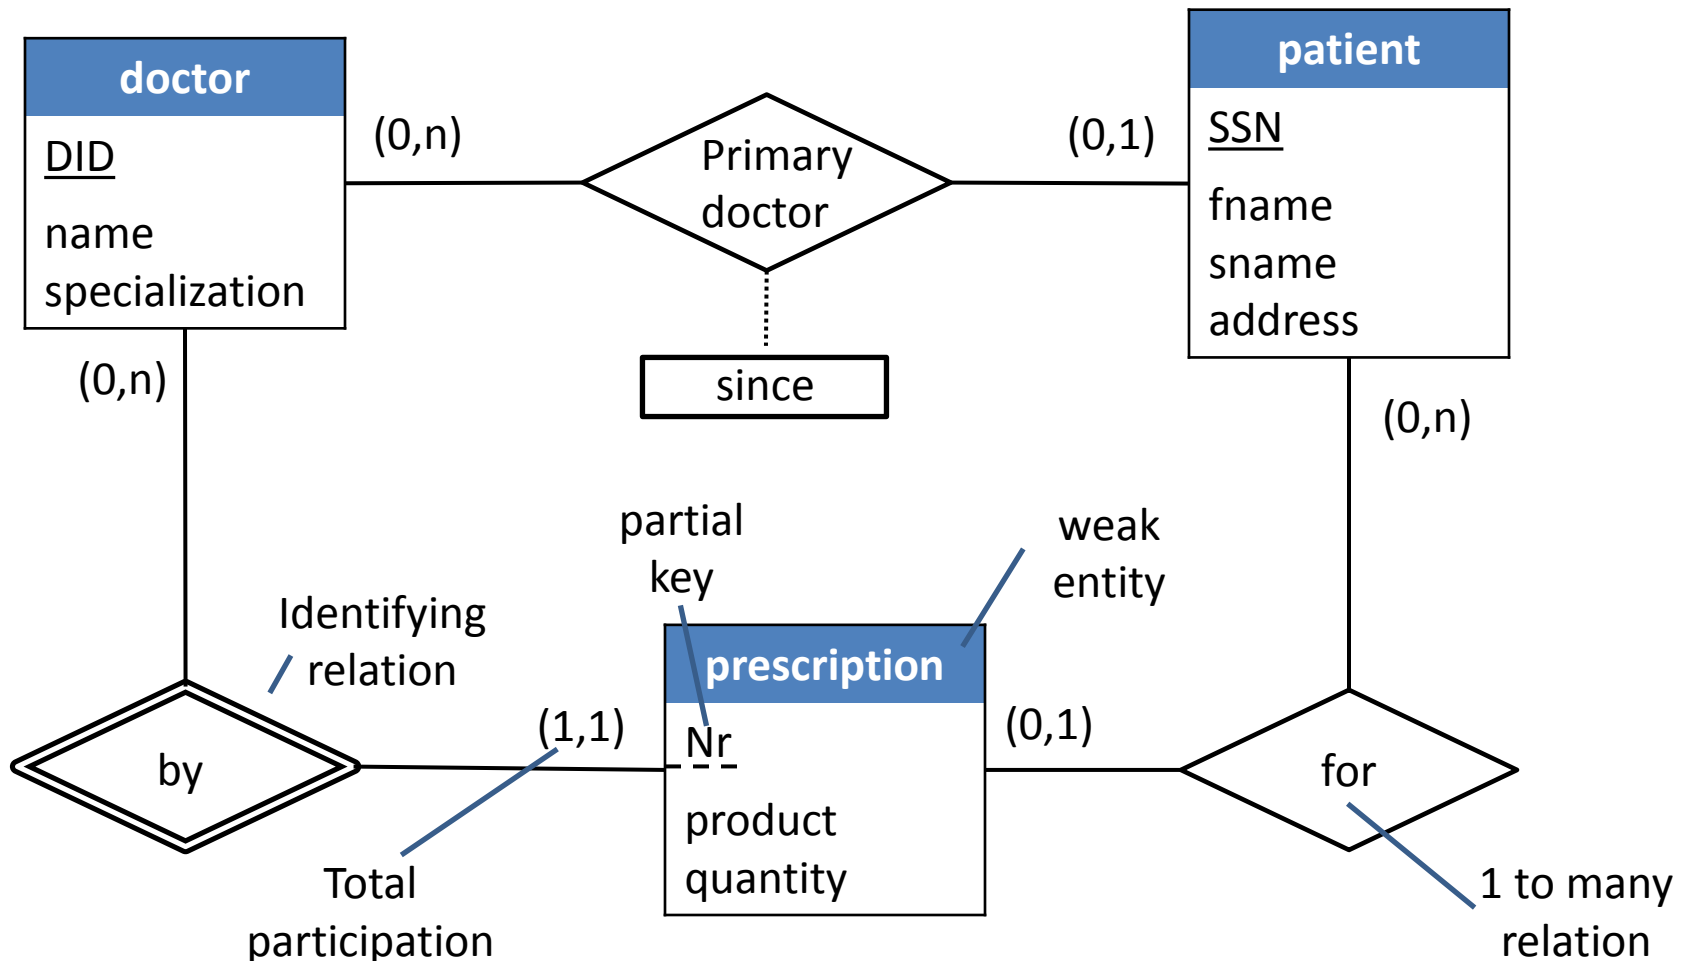 doctor
DID
name
specialization
(0,n)
Primary
doctor
since
(0,1)
patient
SSN
fname
sname
address
(0,n)
(0,n)
Identifying
relation
by
(1,1)
Total
participation
partial
key
weak
entity
prescription
Nr
product
quantity
(0,1)
for
1 to many
relation